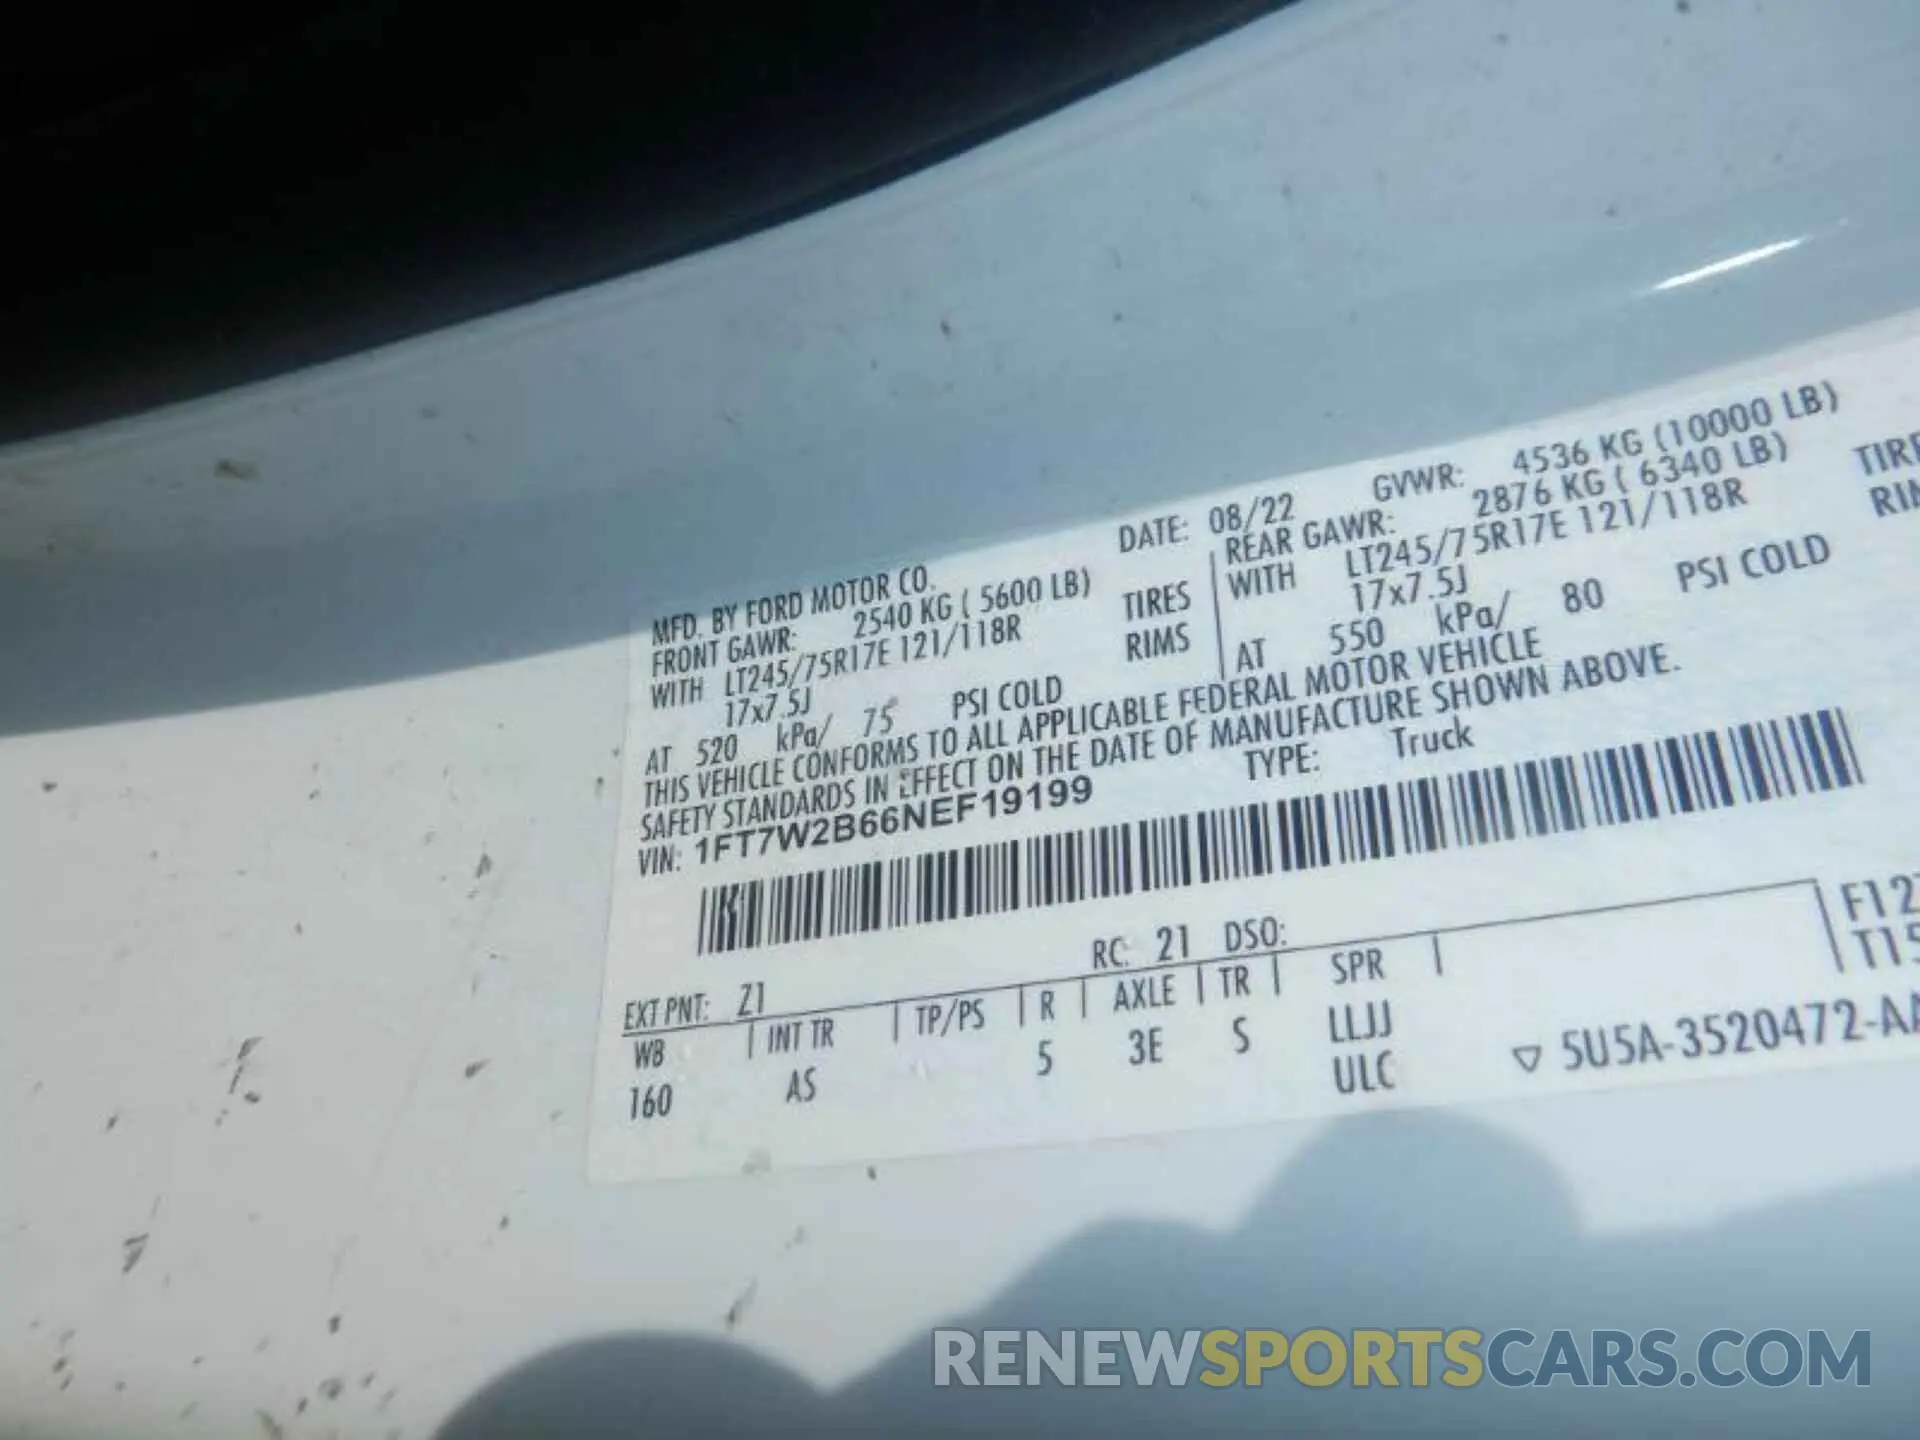 MFD. BY FORD MOTOR CO. DATE: 08/22 GVWR: 4536 KG (10000 LB)
FRONT GAWR: 2540 KG ( 5600 LB) REAR GAWR: 2876 KG ( 6340 LB)
WITH LT245/75R17E 121/118R TIRES WITH LT245/75R17E 121/118R TIRE
17x7.5J RIMS 17x7.5J RI
AT 520 kPa/ 75 PSI COLD AT 550 kPa/ 80 PSI COLD
THIS VEHICLE CONFORMS TO ALL APPLICABLE FEDERAL MOTOR VEHICLE
SAFETY STANDARDS IN EFFECT ON THE DATE OF MANUFACTURE SHOWN ABOVE.
VIN: 1FT7W2B66NEF19199 TYPE: Truck
F12
RC: 21 DSO: T15
EXT PNT: Z1
WB INT TR TP/PS R AXLE TR SPR
160 AS 5 3E S LLJJ
ULC
5U5A-3520472-AA
RENEWSPORTSCARS.COM